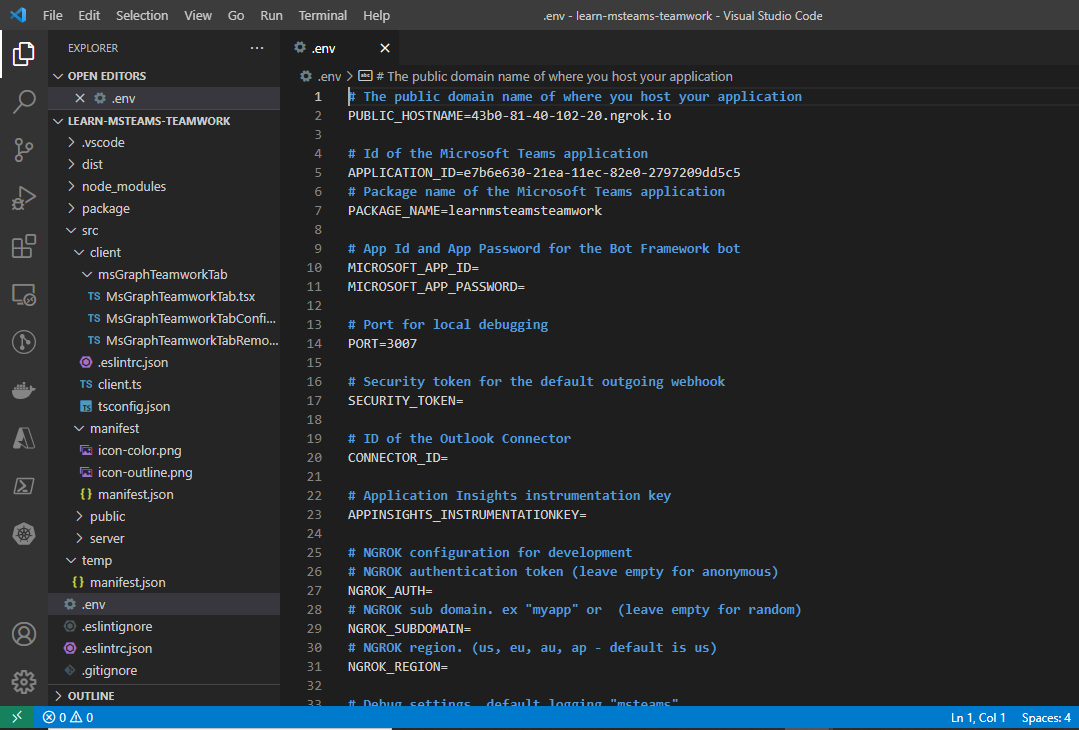 File Edit Selection View Go Run Terminal Help .env - learn-msteams-teamwork - Visual Studio Code
EXPLORER
OPEN EDITORS
.env
LEARN-MSTEAMS-TEAMWORK
.vscode
dist
node_modules
package
src
client
msGraphTeamworkTab
TS MsGraphTeamworkTab.tsx
TS MsGraphTeamworkTabConfi...
TS MsGraphTeamworkTabRemo...
.eslintrc.json
TS client.ts
TS tsconfig.json
manifest
icon-color.png
icon-outline.png
{} manifest.json
public
server
temp
{} manifest.json
.env
.eslintignore
.eslintrc.json
.gitignore
OUTLINE
.env
.env > abc # The public domain name of where you host your application
1 # The public domain name of where you host your application
2 PUBLIC_HOSTNAME=43b0-81-40-102-20.ngrok.io
3
4 # Id of the Microsoft Teams application
5 APPLICATION_ID=e7b6e630-21ea-11ec-82e0-2797209dd5c5
6 # Package name of the Microsoft Teams application
7 PACKAGE_NAME=learnmsteamsteamwork
8
9 # App Id and App Password for the Bot Framework bot
10 MICROSOFT_APP_ID=
11 MICROSOFT_APP_PASSWORD=
12
13 # Port for local debugging
14 PORT=3007
15
16 # Security token for the default outgoing webhook
17 SECURITY_TOKEN=
18
19 # ID of the Outlook Connector
20 CONNECTOR_ID=
21
22 # Application Insights instrumentation key
23 APPINSIGHTS_INSTRUMENTATIONKEY=
24
25 # NGROK configuration for development
26 # NGROK authentication token (leave empty for anonymous)
27 NGROK_AUTH=
28 # NGROK sub domain. ex "myapp" or  (leave empty for random)
29 NGROK_SUBDOMAIN=
30 # NGROK region. (us, eu, au, ap - default is us)
31 NGROK_REGION=
32
33 # Debug settings, default logging "msteams"
0 0 Ln 1, Col 1 Spaces: 4